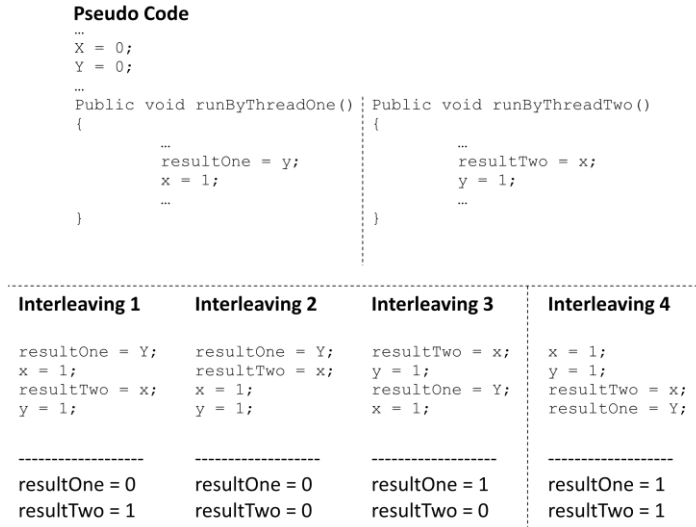 Pseudo Code
…
X = 0;
Y = 0;
…
Public void runByThreadOne()
{
…
resultOne = y;
x = 1;
…
}
Public void runByThreadTwo()
{
…
resultTwo = x;
y = 1;
…
}
Interleaving 1
resultOne = Y;
x = 1;
resultTwo = x;
y = 1;
-------------------
resultOne = 0
resultTwo = 1
Interleaving 2
resultOne = Y;
resultTwo = x;
x = 1;
y = 1;
-------------------
resultOne = 0
resultTwo = 0
Interleaving 3
resultTwo = x;
y = 1;
resultOne = Y;
x = 1;
-------------------
resultOne = 1
resultTwo = 0
Interleaving 4
x = 1;
y = 1;
resultTwo = x;
resultOne = Y;
-------------------
resultOne = 1
resultTwo = 1